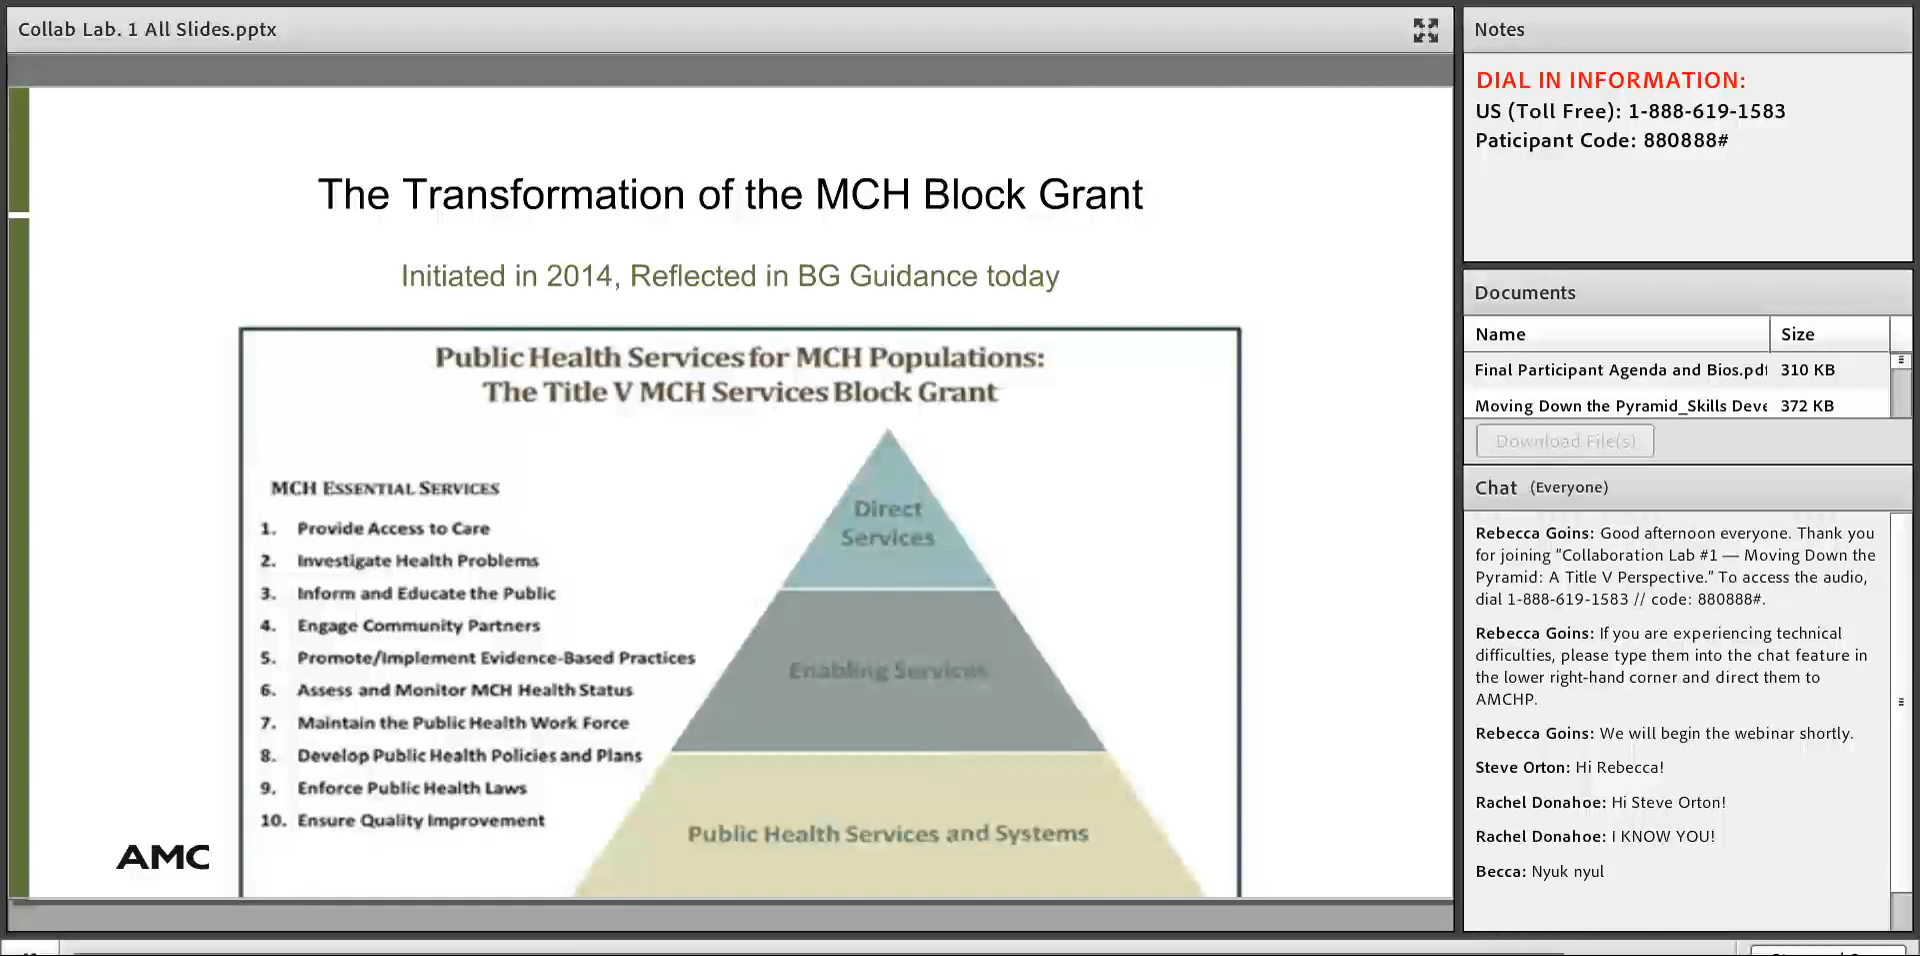 Collab Lab. 1 All Slides.pptx
The Transformation of the MCH Block Grant
Initiated in 2014, Reflected in BG Guidance today
Public Health Services for MCH Populations:
The Title V MCH Services Block Grant
MCH ESSENTIAL SERVICES
1. Provide Access to Care
2. Investigate Health Problems
3. Inform and Educate the Public
4. Engage Community Partners
5. Promote/Implement Evidence-Based Practices
6. Assess and Monitor MCH Health Status
7. Maintain the Public Health Work Force
8. Develop Public Health Policies and Plans
9. Enforce Public Health Laws
10. Ensure Quality Improvement
Direct
Services
Enabling Services
Public Health Services and Systems
AMC
Notes
DIAL IN INFORMATION:
US (Toll Free): 1-888-619-1583
Paticipant Code: 880888#
Documents
Name Size
Final Participant Agenda and Bios.pdf 310 KB
Moving Down the Pyramid_Skills Deve 372 KB
Download File(s)
Chat (Everyone)
Rebecca Goins: Good afternoon everyone. Thank you
for joining "Collaboration Lab #1 — Moving Down the
Pyramid: A Title V Perspective." To access the audio,
dial 1-888-619-1583 // code: 880888#.
Rebecca Goins: If you are experiencing technical
difficulties, please type them into the chat feature in
the lower right-hand corner and direct them to
AMCHP.
Rebecca Goins: We will begin the webinar shortly.
Steve Orton: Hi Rebecca!
Rachel Donahoe: Hi Steve Orton!
Rachel Donahoe: I KNOW YOU!
Becca: Nyuk nyul